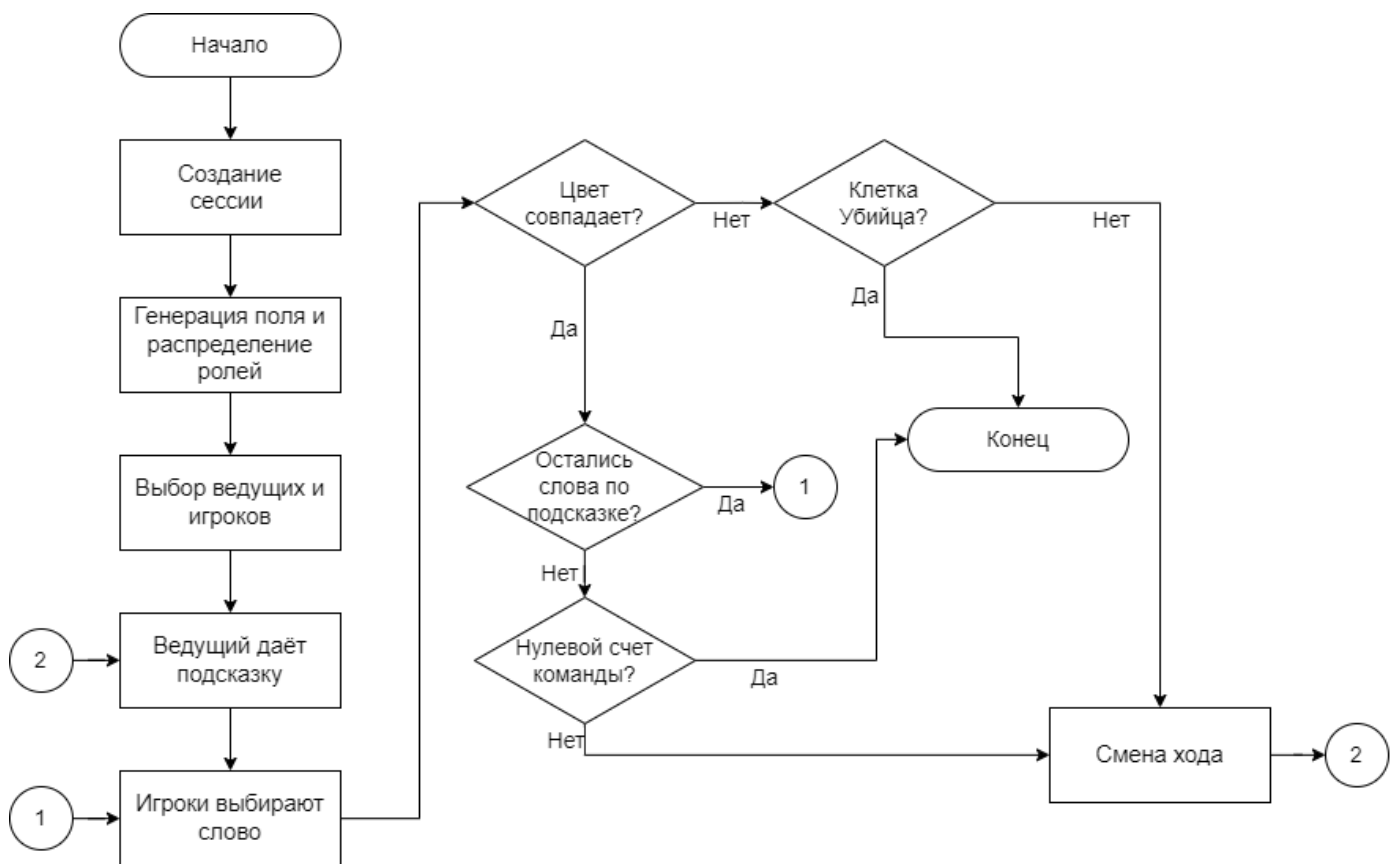 Начало
Создание
сессии
Генерация поля и
распределение
ролей
Выбор ведущих и
игроков
2
Ведущий даёт
подсказку
1
Игроки выбирают
слово
Цвет
совпадает?
Нет
Клетка
Убийца?
Нет
Да
Да
Конец
Остались
слова по
подсказке?
Да
1
Нет
Нулевой счет
команды?
Да
Нет
Смена хода
2